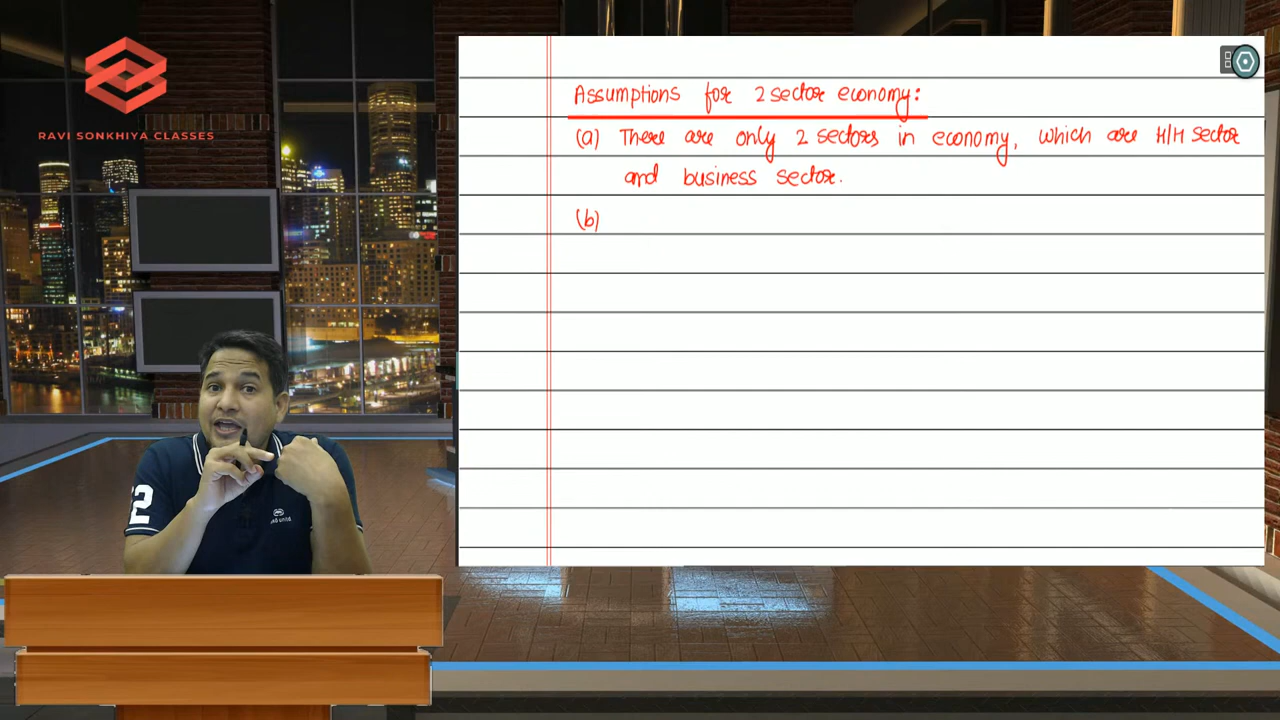 RAVI SONKHIYA CLASSES
Assumptions for 2 sector economy:
(a) There are only 2 sectors in economy, which are H/H sector
and business sector.
(b)
2